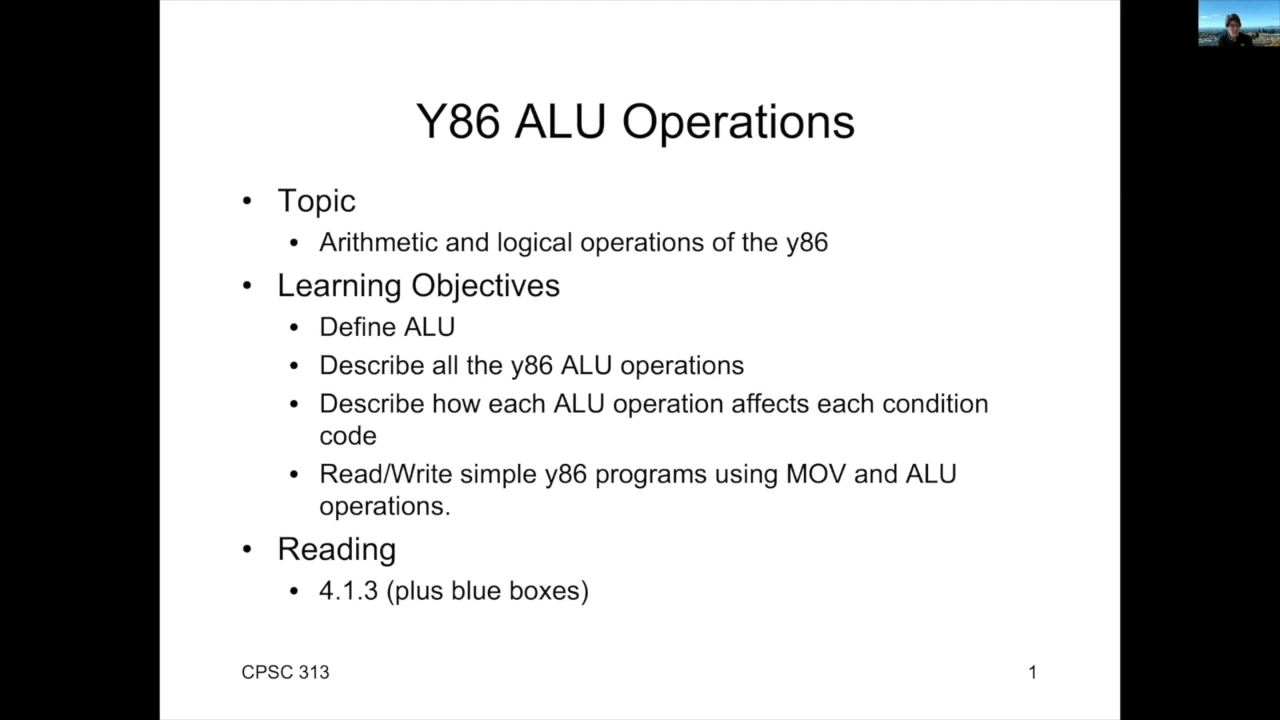 Y86 ALU Operations
• Topic
• Arithmetic and logical operations of the y86
• Learning Objectives
• Define ALU
• Describe all the y86 ALU operations
• Describe how each ALU operation affects each condition
code
• Read/Write simple y86 programs using MOV and ALU
operations.
• Reading
• 4.1.3 (plus blue boxes)
CPSC 313
1